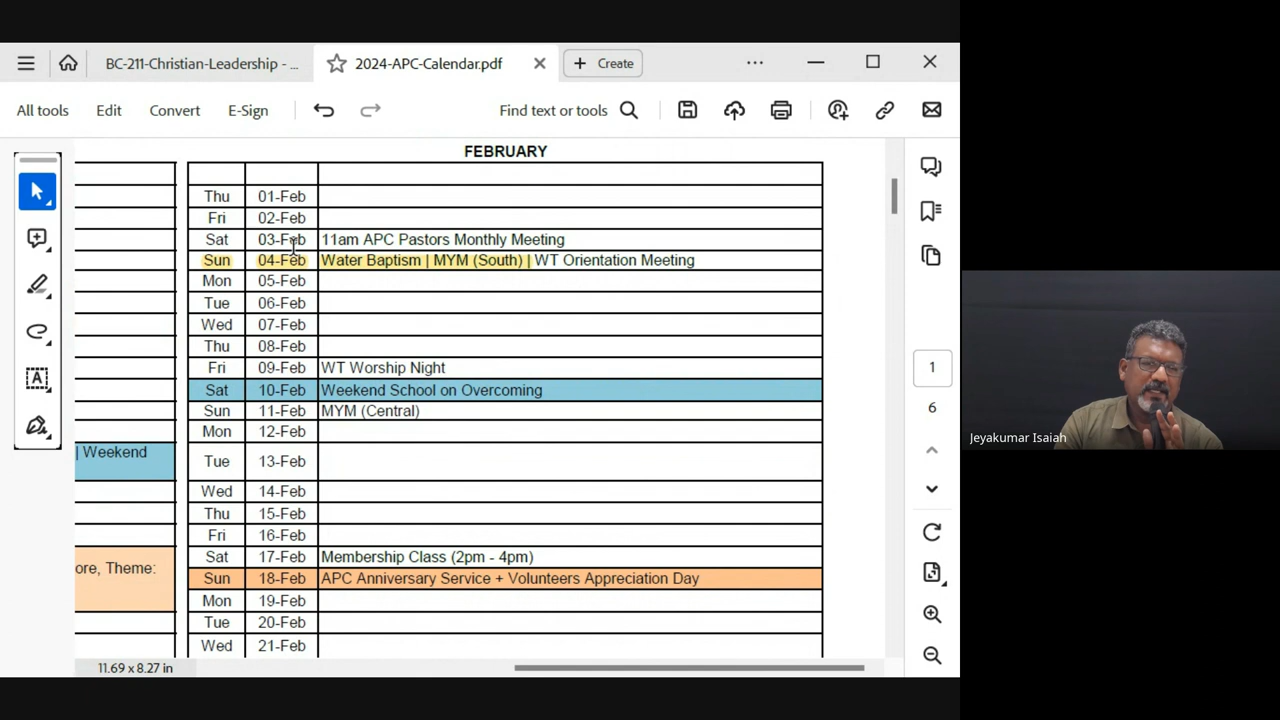 BC-211-Christian-Leadership - ...
2024-APC-Calendar.pdf
Create
All tools
Edit
Convert
E-Sign
Find text or tools
FEBRUARY
Thu 01-Feb
Fri 02-Feb
Sat 03-Feb 11am APC Pastors Monthly Meeting
Sun 04-Feb Water Baptism | MYM (South) | WT Orientation Meeting
Mon 05-Feb
Tue 06-Feb
Wed 07-Feb
Thu 08-Feb
Fri 09-Feb WT Worship Night
Sat 10-Feb Weekend School on Overcoming
Sun 11-Feb MYM (Central)
Mon 12-Feb
| Weekend
Tue 13-Feb
Wed 14-Feb
Thu 15-Feb
Fri 16-Feb
Sat 17-Feb Membership Class (2pm - 4pm)
ore, Theme:
Sun 18-Feb APC Anniversary Service + Volunteers Appreciation Day
Mon 19-Feb
Tue 20-Feb
Wed 21-Feb
11.69 x 8.27 in
1
6
Jeyakumar Isaiah